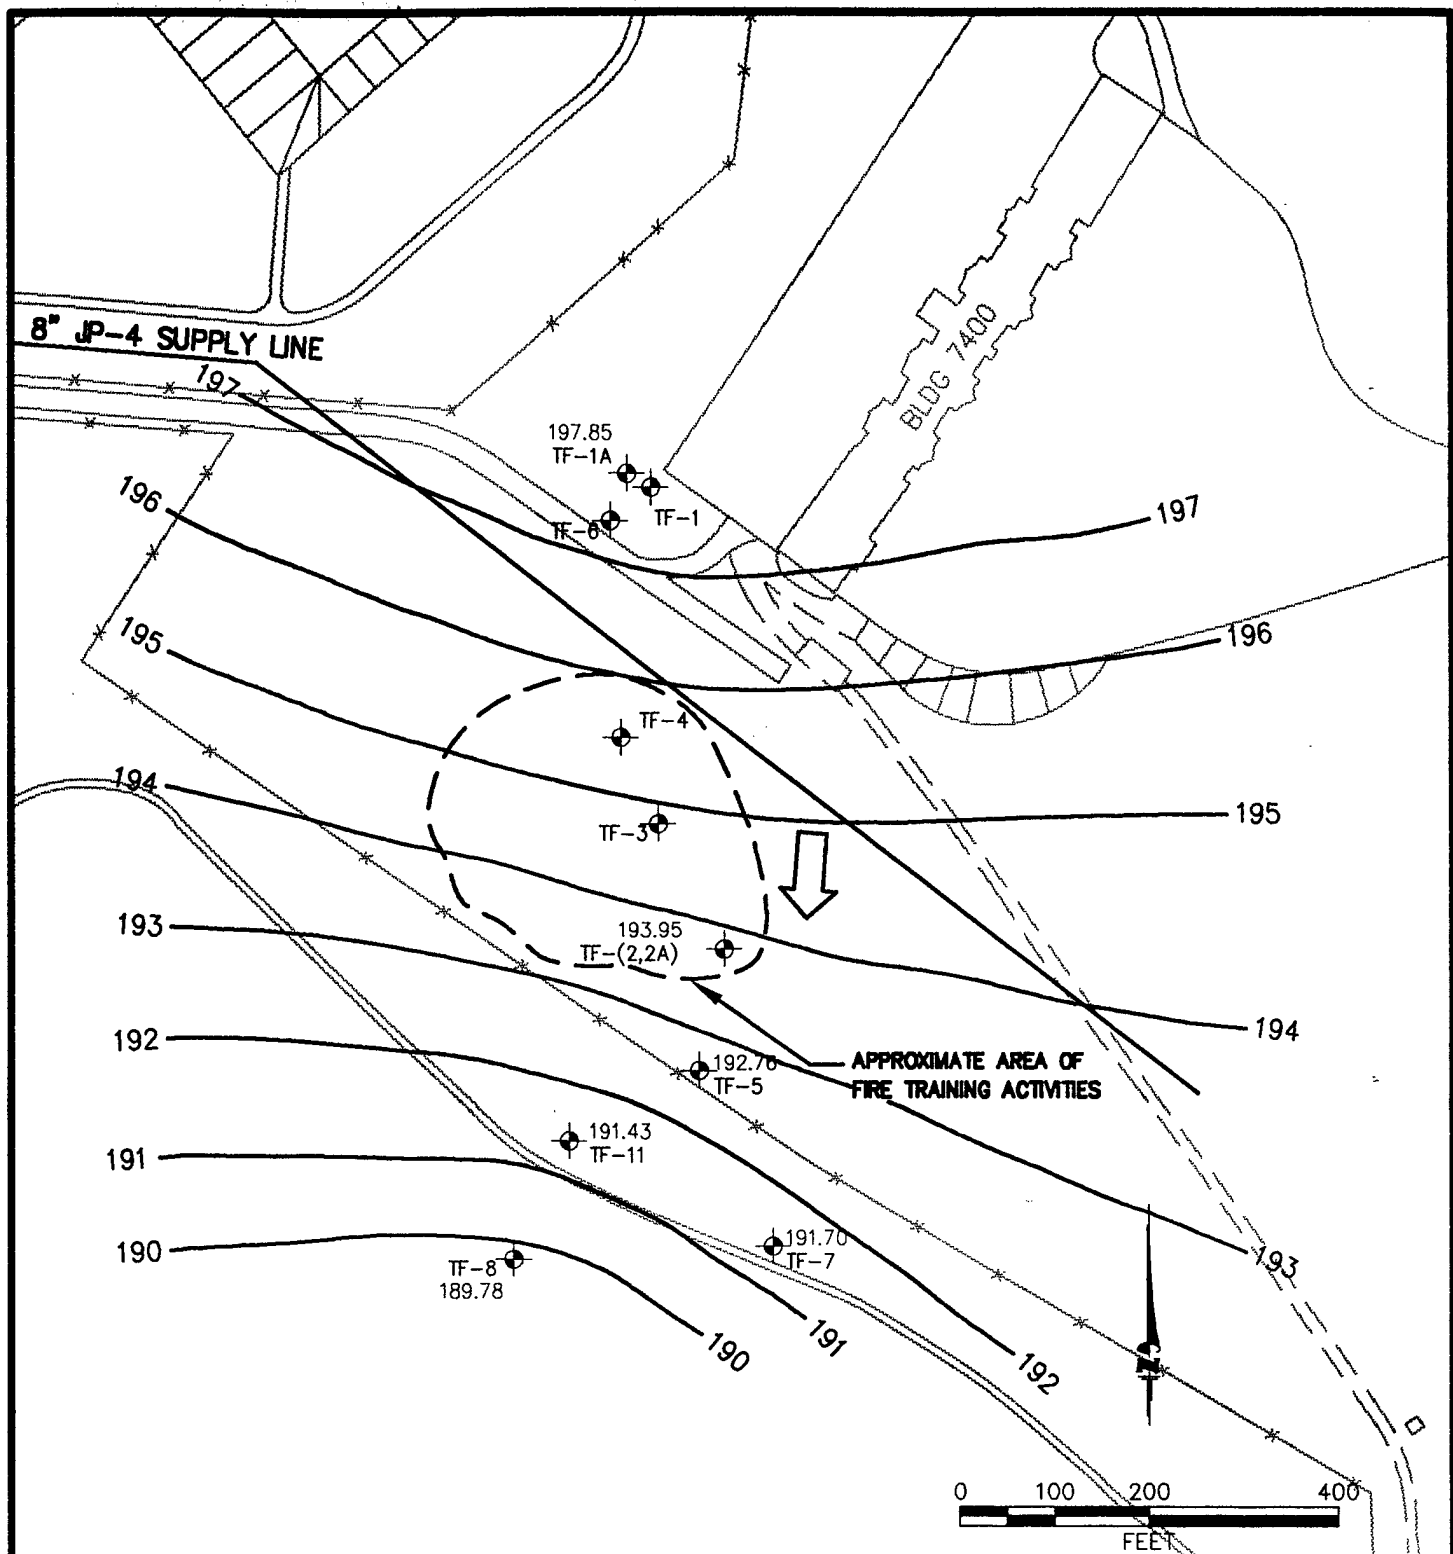 8" JP-4 SUPPLY LINE
197
BLDG 7400
197.85
TF-1A
TF-1
TF-6
196
197
195
196
TF-4
194
TF-3
195
193
193.95
TF-(2,2A)
194
192
192.76
TF-5
APPROXIMATE AREA OF
FIRE TRAINING ACTIVITIES
191
191.43
TF-11
190
191.70
TF-7
TF-8
189.78
193
190
191
192
N
0 100 200 400
FEET